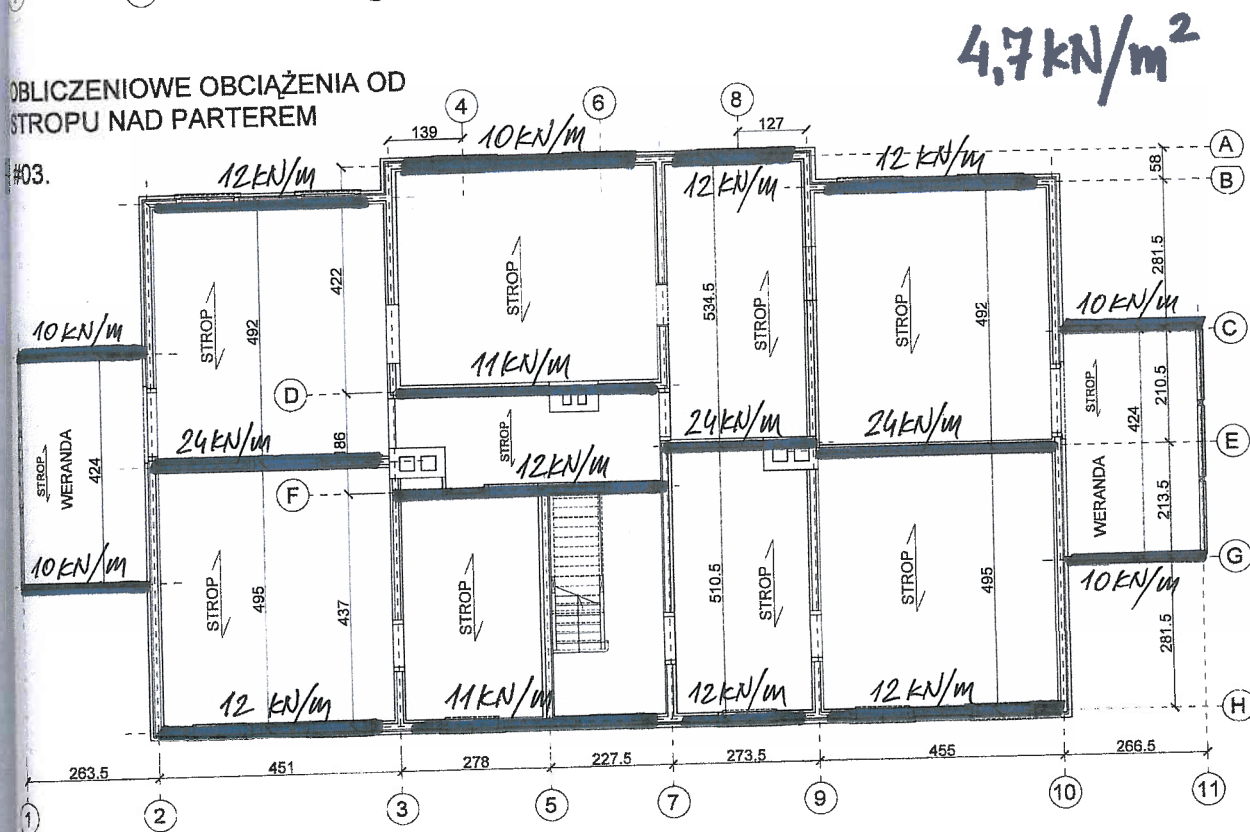 4,7 kN/m²
OBLICZENIOWE OBCIĄŻENIA OD
STROPU NAD PARTEREM
#03.
4
6
8
139
10 kN/m
127
A
B
58
12 kN/m
12 kN/m
12 kN/m
STROP
492
422
STROP
534.5
STROP
STROP
492
281.5
10 kN/m
10 kN/m
C
11 kN/m
D
STROP
424
210.5
24 kN/m
86
STROP
12 kN/m
24 kN/m
24 kN/m
E
STROP
WERANDA
424
F
WERANDA
213.5
10 kN/m
STROP
495
437
STROP
510.5
STROP
STROP
495
G
10 kN/m
281.5
12 kN/m
11 kN/m
12 kN/m
12 kN/m
H
263.5
451
278
227.5
273.5
455
266.5
1
2
3
5
7
9
10
11